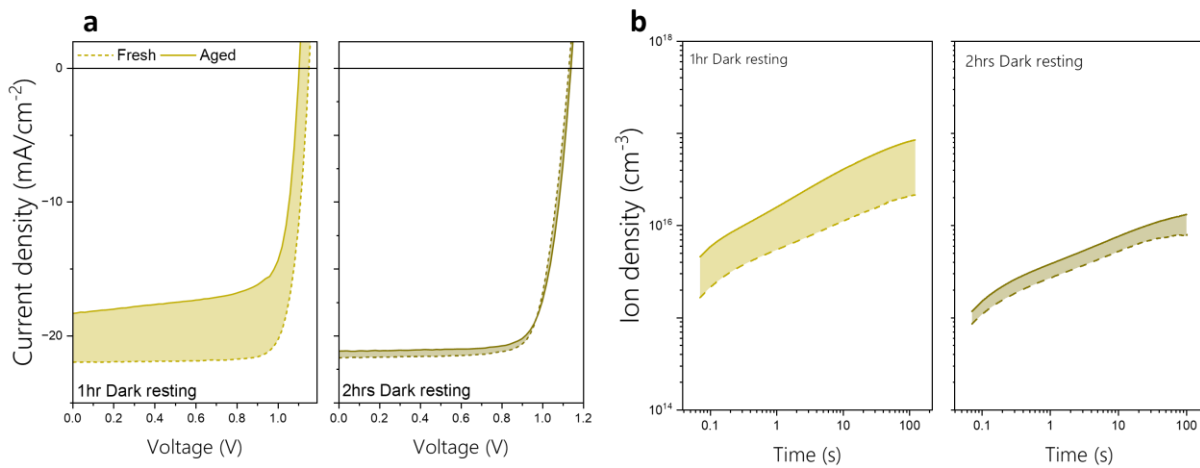 a
Fresh Aged
0
−10
−20
Current density (mA/cm⁻²)
1hr Dark resting
0.0 0.2 0.4 0.6 0.8 1.0
Voltage (V)
2hrs Dark resting
0.0 0.2 0.4 0.6 0.8 1.0 1.2
Voltage (V)
b
10¹⁸
10¹⁶
10¹⁴
Ion density (cm⁻³)
1hr Dark resting
0.1 1 10 100
Time (s)
2hrs Dark resting
0.1 1 10 100
Time (s)